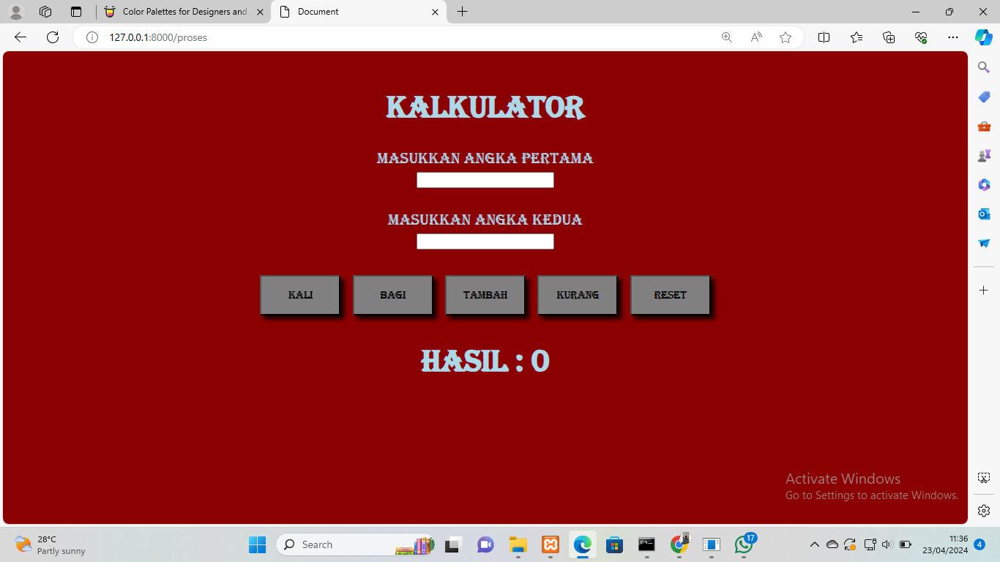 Color Palettes for Designers and
Document
127.0.0.1:8000/proses
KALKULATOR
MASUKKAN ANGKA PERTAMA
MASUKKAN ANGKA KEDUA
KALI BAGI TAMBAH KURANG RESET
HASIL : 0
Activate Windows
Go to Settings to activate Windows.
28°C
Partly sunny
Search
17
11:36
23/04/2024
4